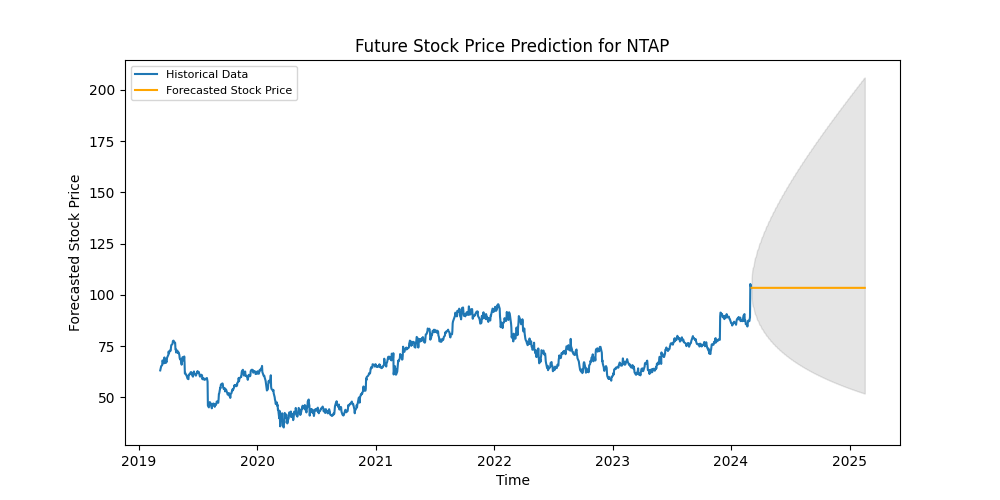 Future Stock Price Prediction for NTAP
Historical Data
Forecasted Stock Price
Forecasted Stock Price
200
175
150
125
100
75
50
2019
2020
2021
2022
2023
2024
2025
Time